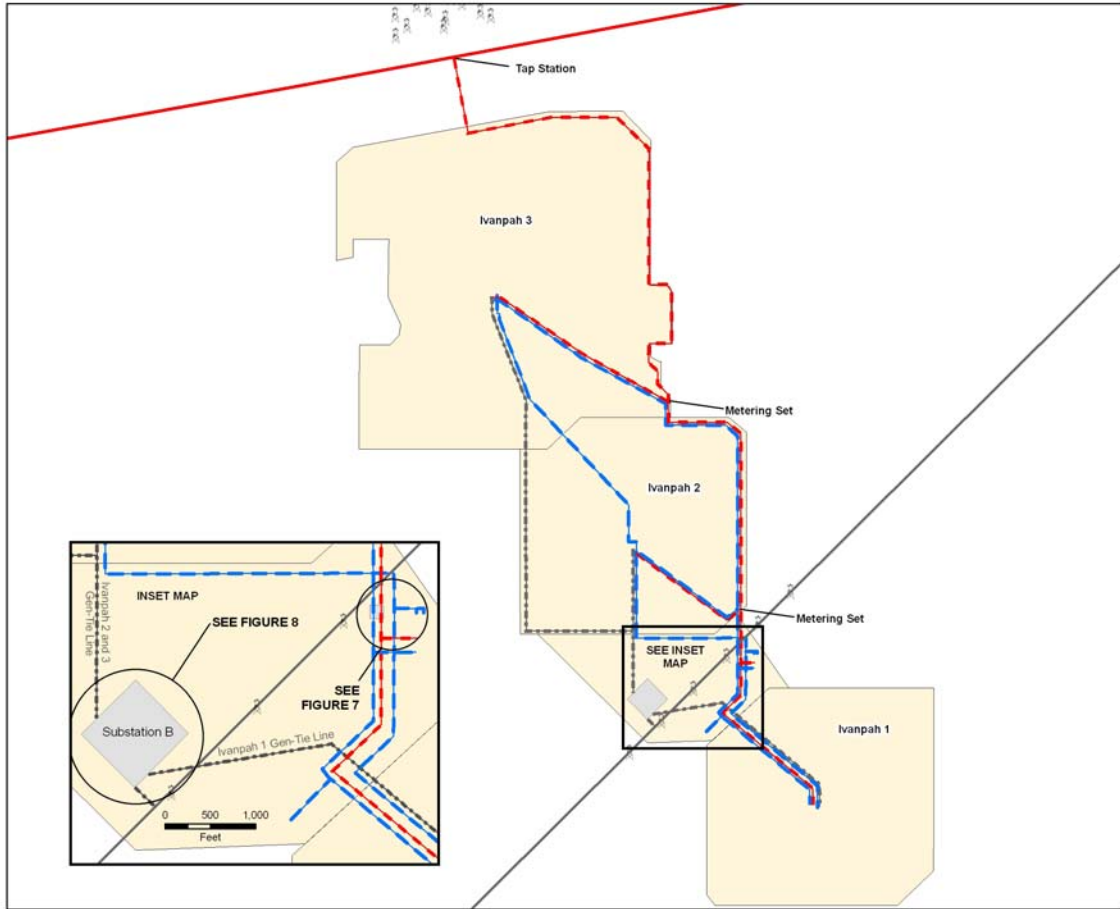 Tap Station
Ivanpah 3
Metering Set
Ivanpah 2
Metering Set
SEE INSET
MAP
Ivanpah 1
INSET MAP
Ivanpah 2 and 3
Gen-Tie Line
SEE FIGURE 8
SEE
FIGURE 7
Substation B
Ivanpah 1 Gen-Tie Line
0 500 1,000
Feet